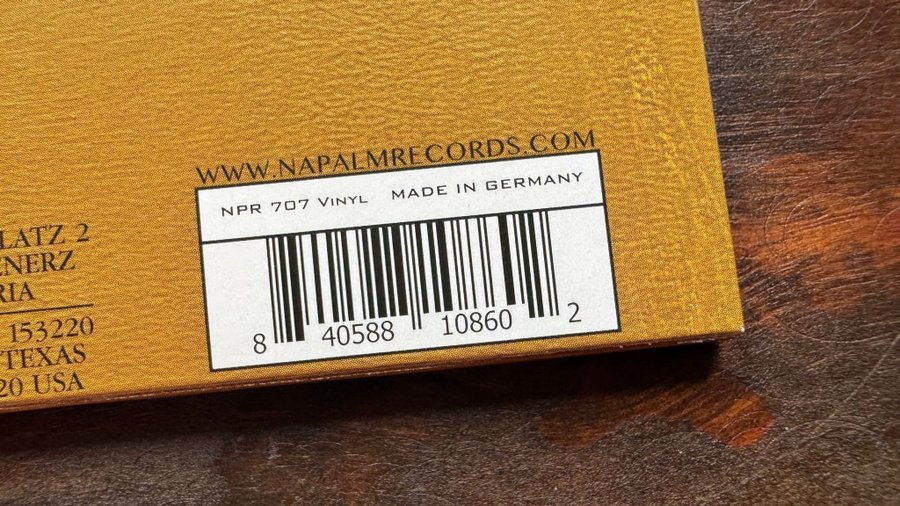 WWW.NAPALMRECORDS.COM
NPR 707 VINYL MADE IN GERMANY
8 40588 10860 2
LATZ 2
ENERZ
RIA
153220
TEXAS
20 USA